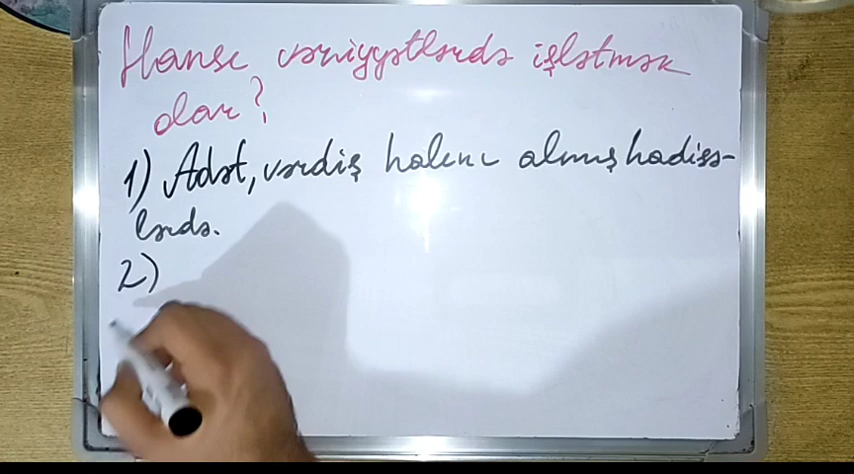 Hansı vəziyyətlərdə işlətmək
olar?
1) Adət, vərdiş halını almış hadisə-
lərdə.
2)